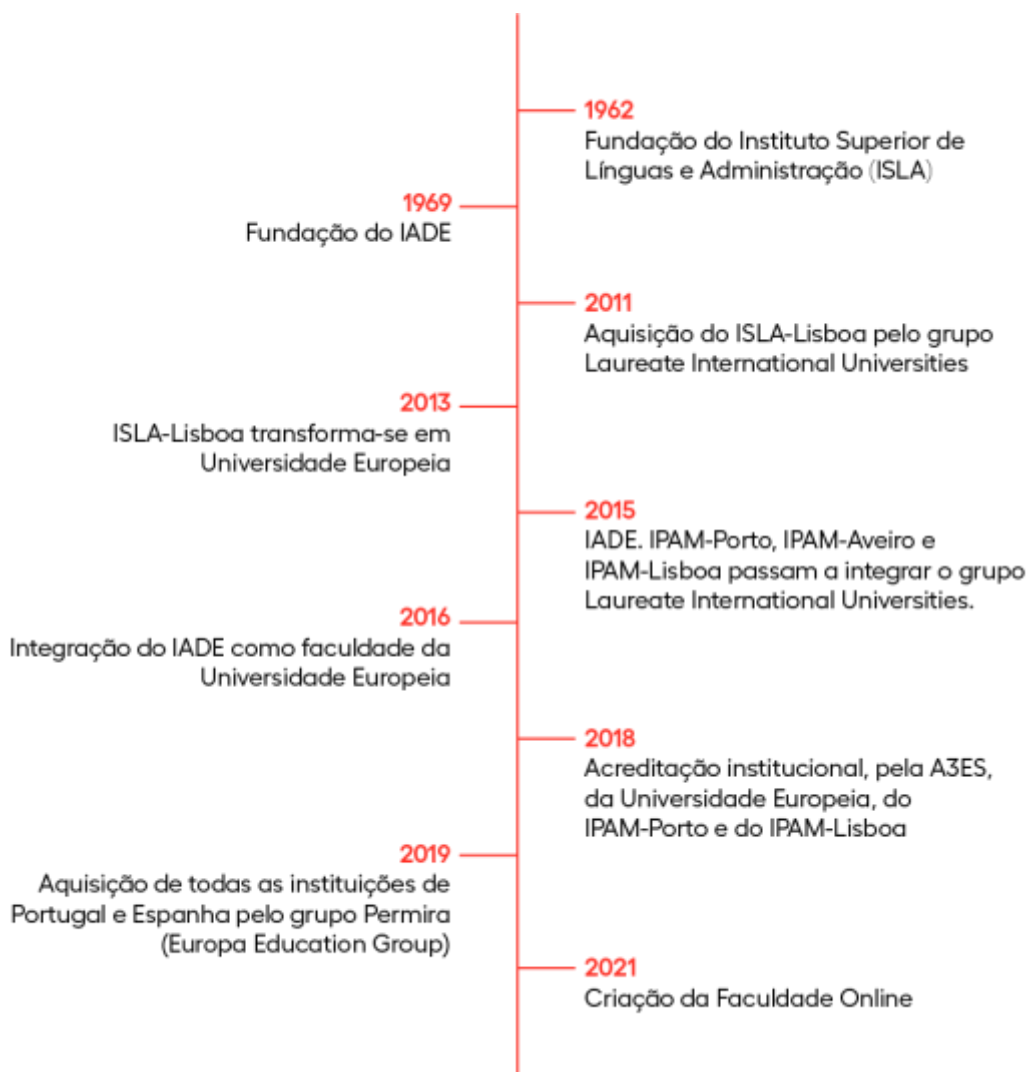 1962
Fundação do Instituto Superior de
Línguas e Administração (ISLA)
1969
Fundação do IADE
2011
Aquisição do ISLA-Lisboa pelo grupo
Laureate International Universities
2013
ISLA-Lisboa transforma-se em
Universidade Europeia
2015
IADE. IPAM-Porto, IPAM-Aveiro e
IPAM-Lisboa passam a integrar o grupo
Laureate International Universities.
2016
Integração do IADE como faculdade da
Universidade Europeia
2018
Acreditação institucional, pela A3ES,
da Universidade Europeia, do
IPAM-Porto e do IPAM-Lisboa
2019
Aquisição de todas as instituições de
Portugal e Espanha pelo grupo Permira
(Europa Education Group)
2021
Criação da Faculdade Online